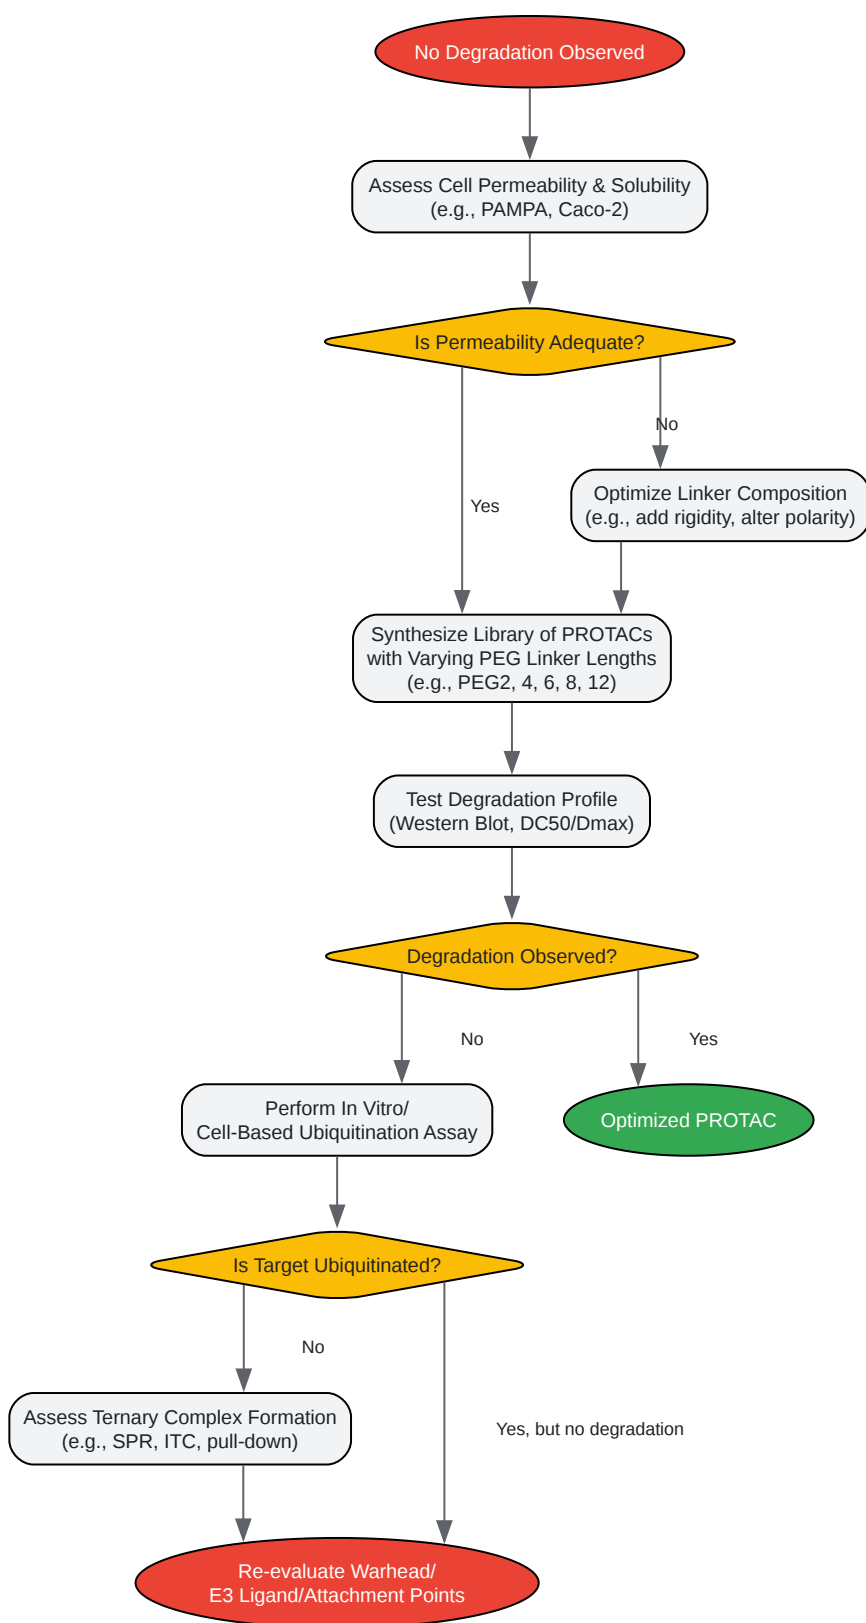 No Degradation Observed
Assess Cell Permeability & Solubility
(e.g., PAMPA, Caco-2)
Is Permeability Adequate?
No
Optimize Linker Composition
(e.g., add rigidity, alter polarity)
Yes
Synthesize Library of PROTACs
with Varying PEG Linker Lengths
(e.g., PEG2, 4, 6, 8, 12)
Test Degradation Profile
(Western Blot, DC50/Dmax)
Degradation Observed?
No
Yes
Perform In Vitro/
Cell-Based Ubiquitination Assay
Optimized PROTAC
Is Target Ubiquitinated?
No
Assess Ternary Complex Formation
(e.g., SPR, ITC, pull-down)
Yes, but no degradation
Re-evaluate Warhead/
E3 Ligand/Attachment Points